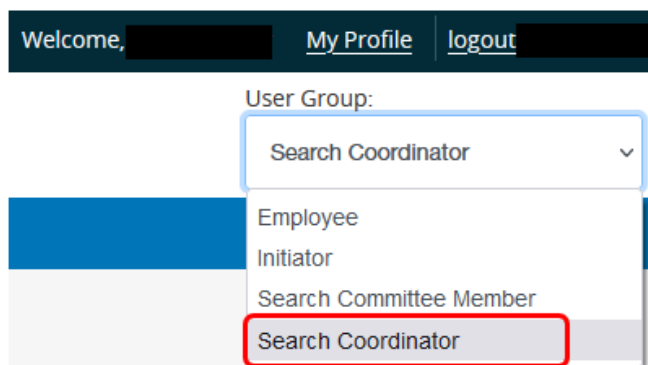 Welcome, My Profile logout
User Group:
Search Coordinator
Employee
Initiator
Search Committee Member
Search Coordinator